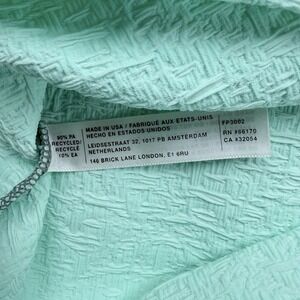 90% PA
RECYCLED/
RECYCLE
10% EA
MADE IN USA / FABRIQUÉ AUX ÉTATS-UNIS
HECHO EN ESTADOS UNIDOS
LEIDSESTRAAT 32, 1017 PB AMSTERDAM
NETHERLANDS
146 BRICK LANE LONDON, E1 6RU
FP3002
RN #66170
CA #32054